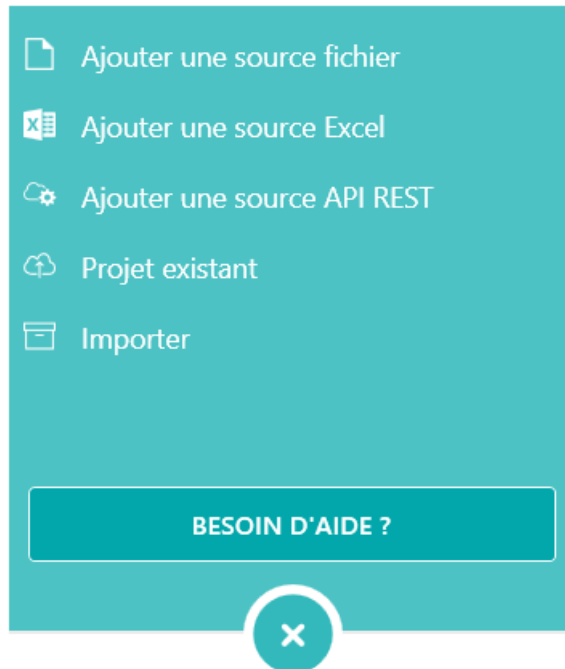 Ajouter une source fichier
Ajouter une source Excel
Ajouter une source API REST
Projet existant
Importer
BESOIN D'AIDE ?